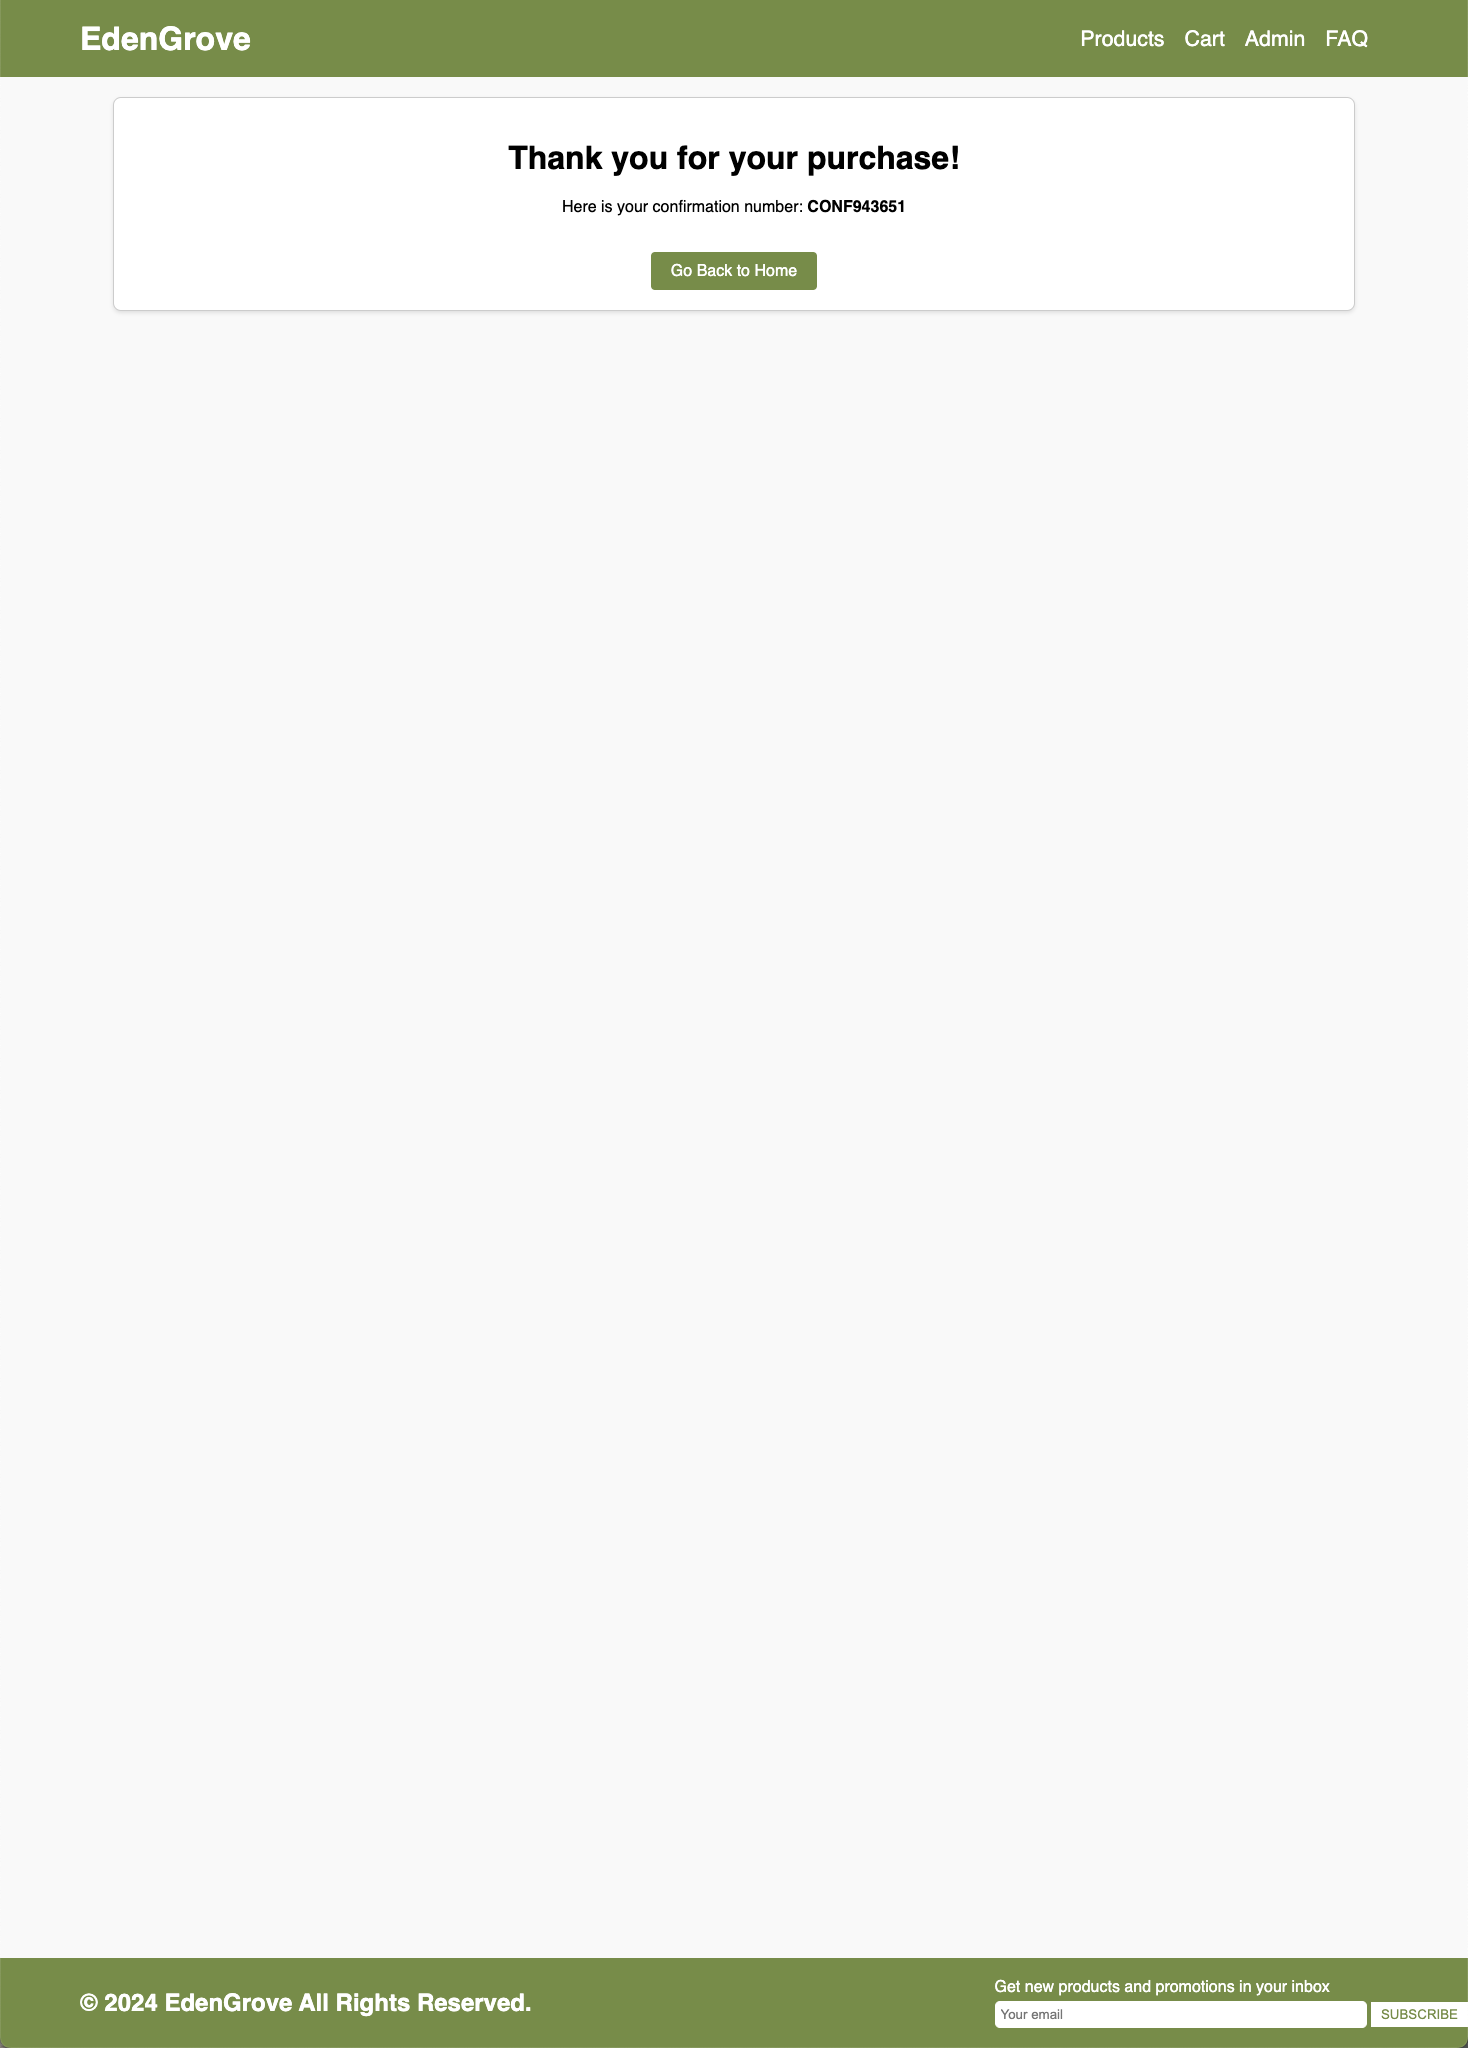 EdenGrove
Products Cart Admin FAQ
Thank you for your purchase!
Here is your confirmation number: CONF943651
Go Back to Home
© 2024 EdenGrove All Rights Reserved.
Get new products and promotions in your inbox
Your email SUBSCRIBE